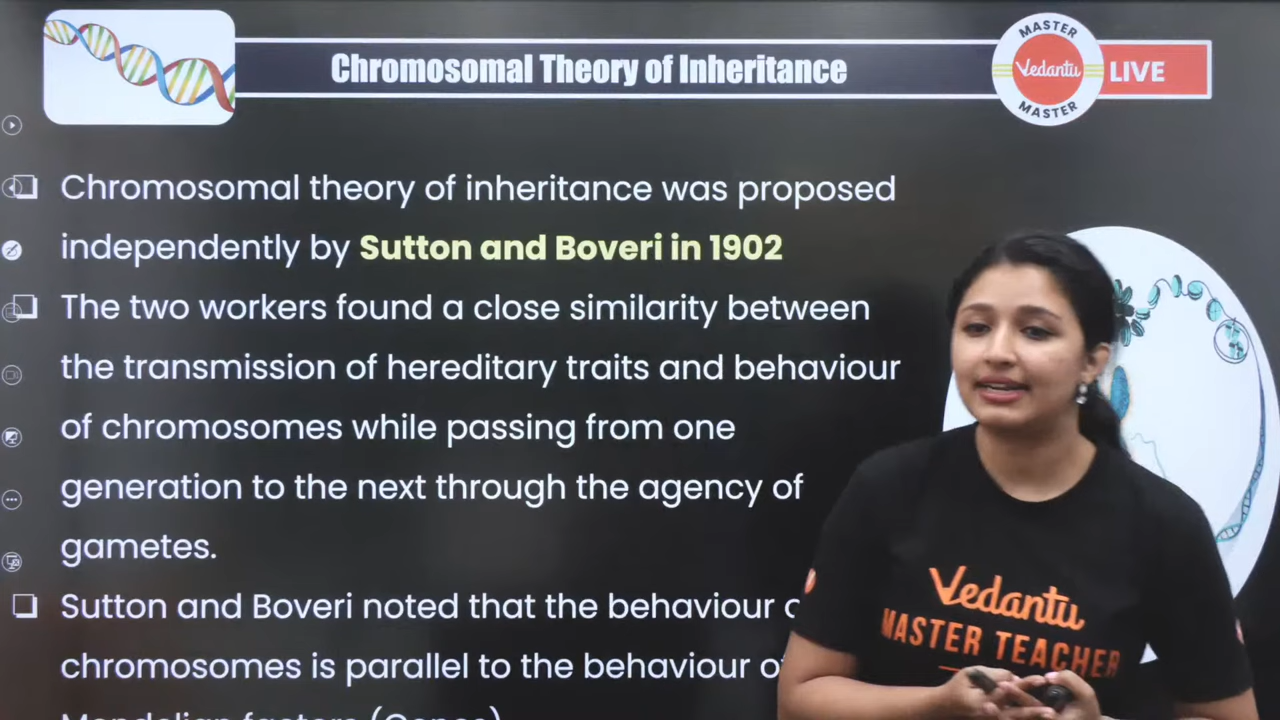 Chromosomal Theory of Inheritance
MASTER
Vedantu
MASTER
LIVE
Chromosomal theory of inheritance was proposed
independently by Sutton and Boveri in 1902
The two workers found a close similarity between
the transmission of hereditary traits and behaviour
of chromosomes while passing from one
generation to the next through the agency of
gametes.
Sutton and Boveri noted that the behaviour
chromosomes is parallel to the behaviour
Mendelian factors (Genes)
Vedantu
MASTER TEACHER